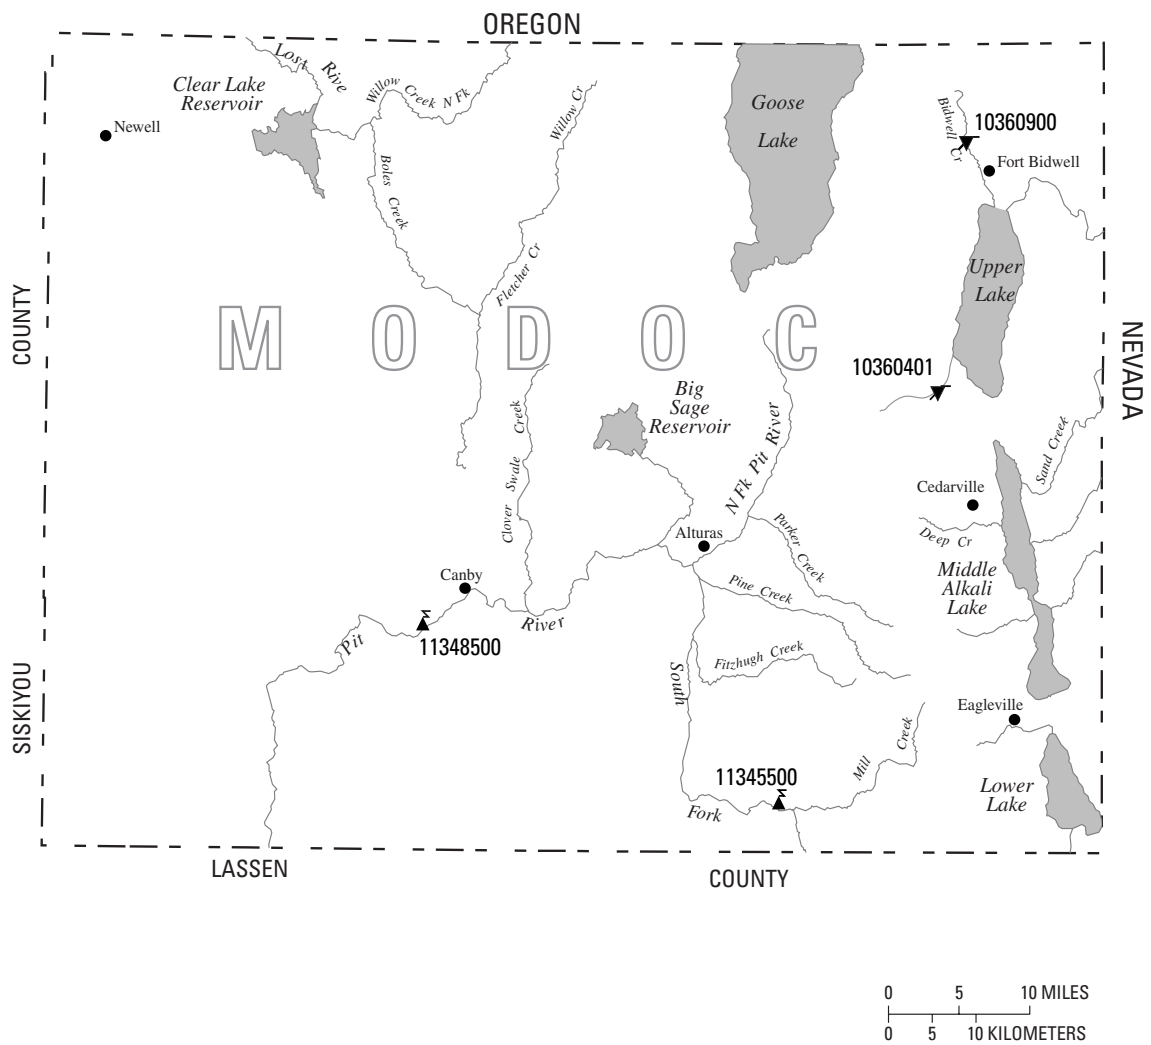 OREGON
Lost
Rive
Clear Lake
Reservoir
Willow
Creek N Fk
Newell
Boles
Creek
Willow Cr
Fletcher Cr
Goose
Lake
Bidwell Cr
10360900
Fort Bidwell
Upper
Lake
COUNTY
NEVADA
MODOC
10360401
Big
Sage
Reservoir
Clover Swale Creek
N Fk Pit River
Sand Creek
Cedarville
Deep Cr
Alturas
Parker
Creek
Canby
Pine Creek
Middle
Alkali
Lake
River
Pit
11348500
Fitzhugh Creek
South
SISKIYOU
Eagleville
Mill
Creek
11345500
Fork
Lower
Lake
LASSEN
COUNTY
0 5 10 MILES
0 5 10 KILOMETERS